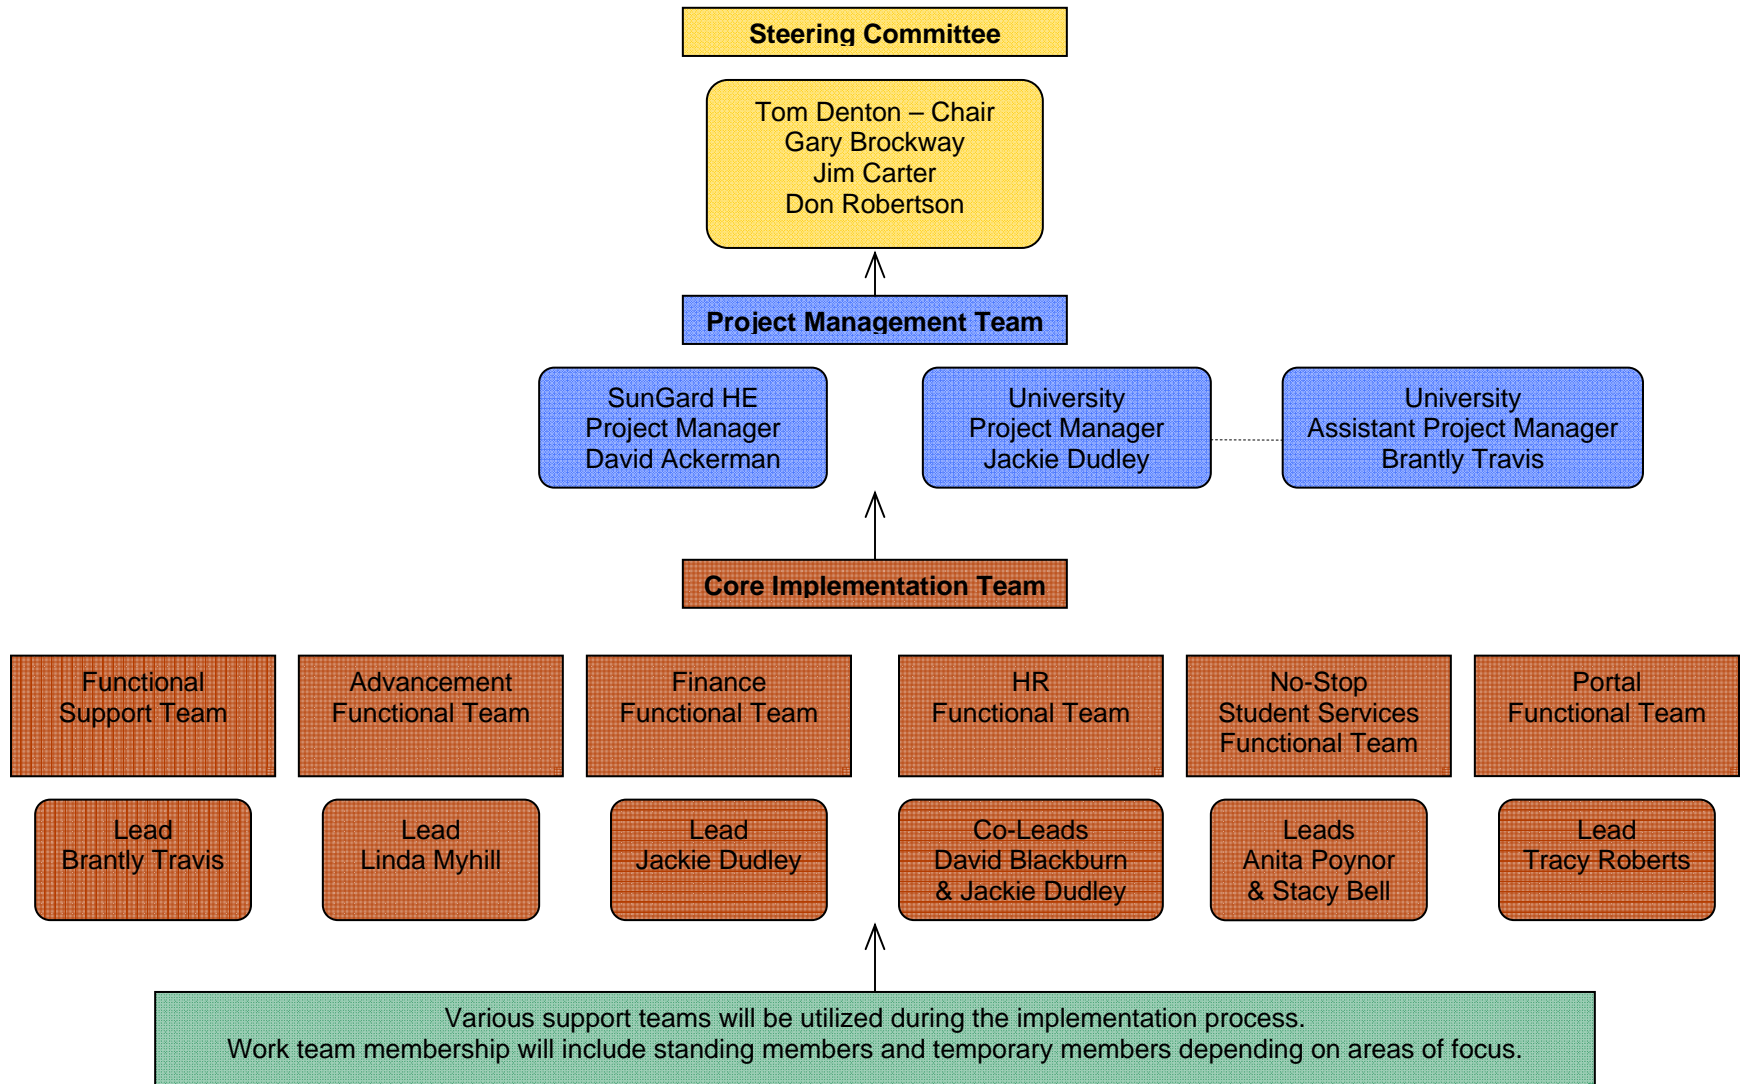 Steering Committee
Tom Denton – Chair
Gary Brockway
Jim Carter
Don Robertson
Project Management Team
SunGard HE
Project Manager
David Ackerman
University
Project Manager
Jackie Dudley
University
Assistant Project Manager
Brantly Travis
Core Implementation Team
Functional
Support Team
Advancement
Functional Team
Finance
Functional Team
HR
Functional Team
No-Stop
Student Services
Functional Team
Portal
Functional Team
Lead
Brantly Travis
Lead
Linda Myhill
Lead
Jackie Dudley
Co-Leads
David Blackburn
& Jackie Dudley
Leads
Anita Poynor
& Stacy Bell
Lead
Tracy Roberts
Various support teams will be utilized during the implementation process.
Work team membership will include standing members and temporary members depending on areas of focus.